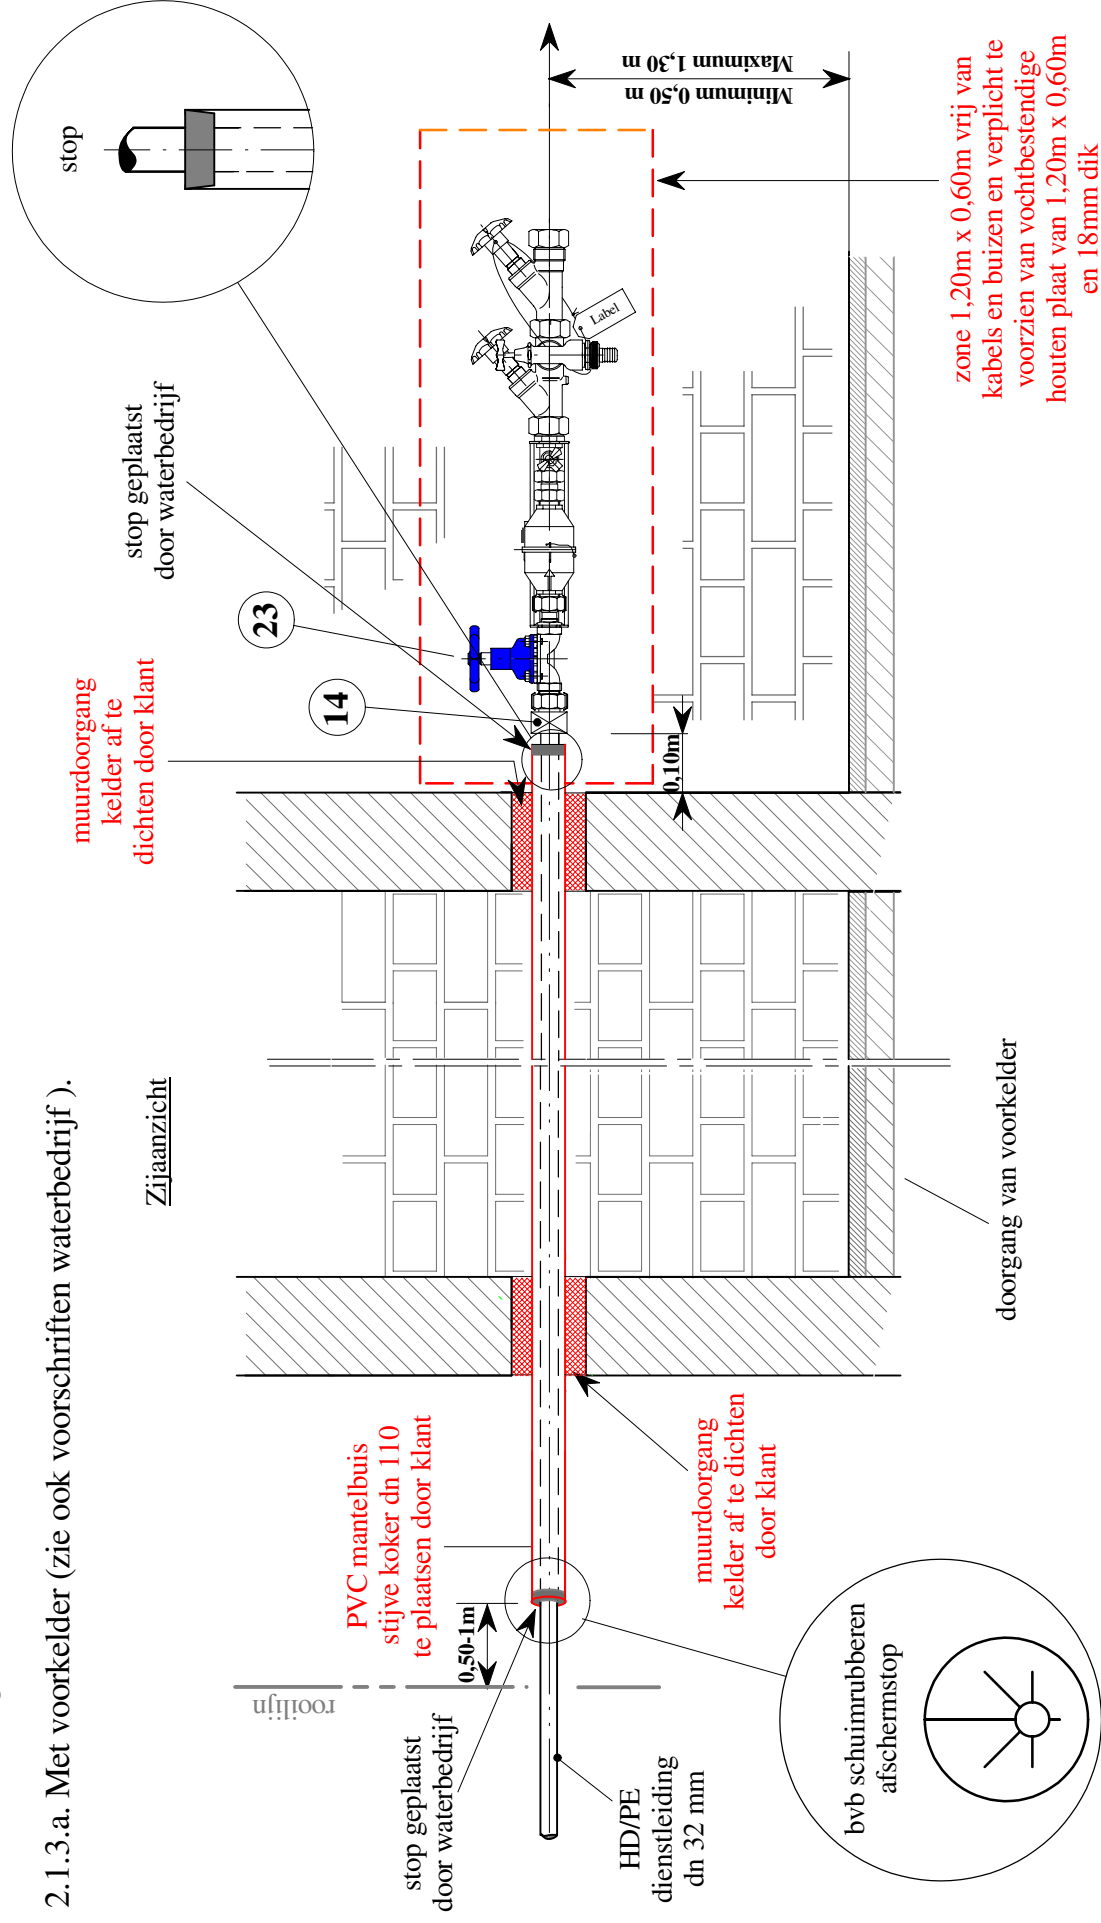 2.1.3.a. Met voorkelder (zie ook voorschriften waterbedrijf ).
Zijaanzicht
stop
stop geplaatst
door waterbedrijf
muurdoorgang
kelder af te
dichten door klant
23
14
Label
Minimum 0,50 m
Maximum 1,30 m
0,10m
zone 1,20m x 0,60m vrij van
kabels en buizen en verplicht te
voorzien van vochtbestendige
houten plaat van 1,20m x 0,60m
en 18mm dik
PVC mantelbuis
stijve koker dn 110
te plaatsen door klant
0,50-1m
rooilijn
stop geplaatst
door waterbedrijf
HD/PE
dienstleiding
dn 32 mm
muurdoorgang
kelder af te dichten
door klant
doorgang van voorkelder
bvb schuimrubberen
afschermstop